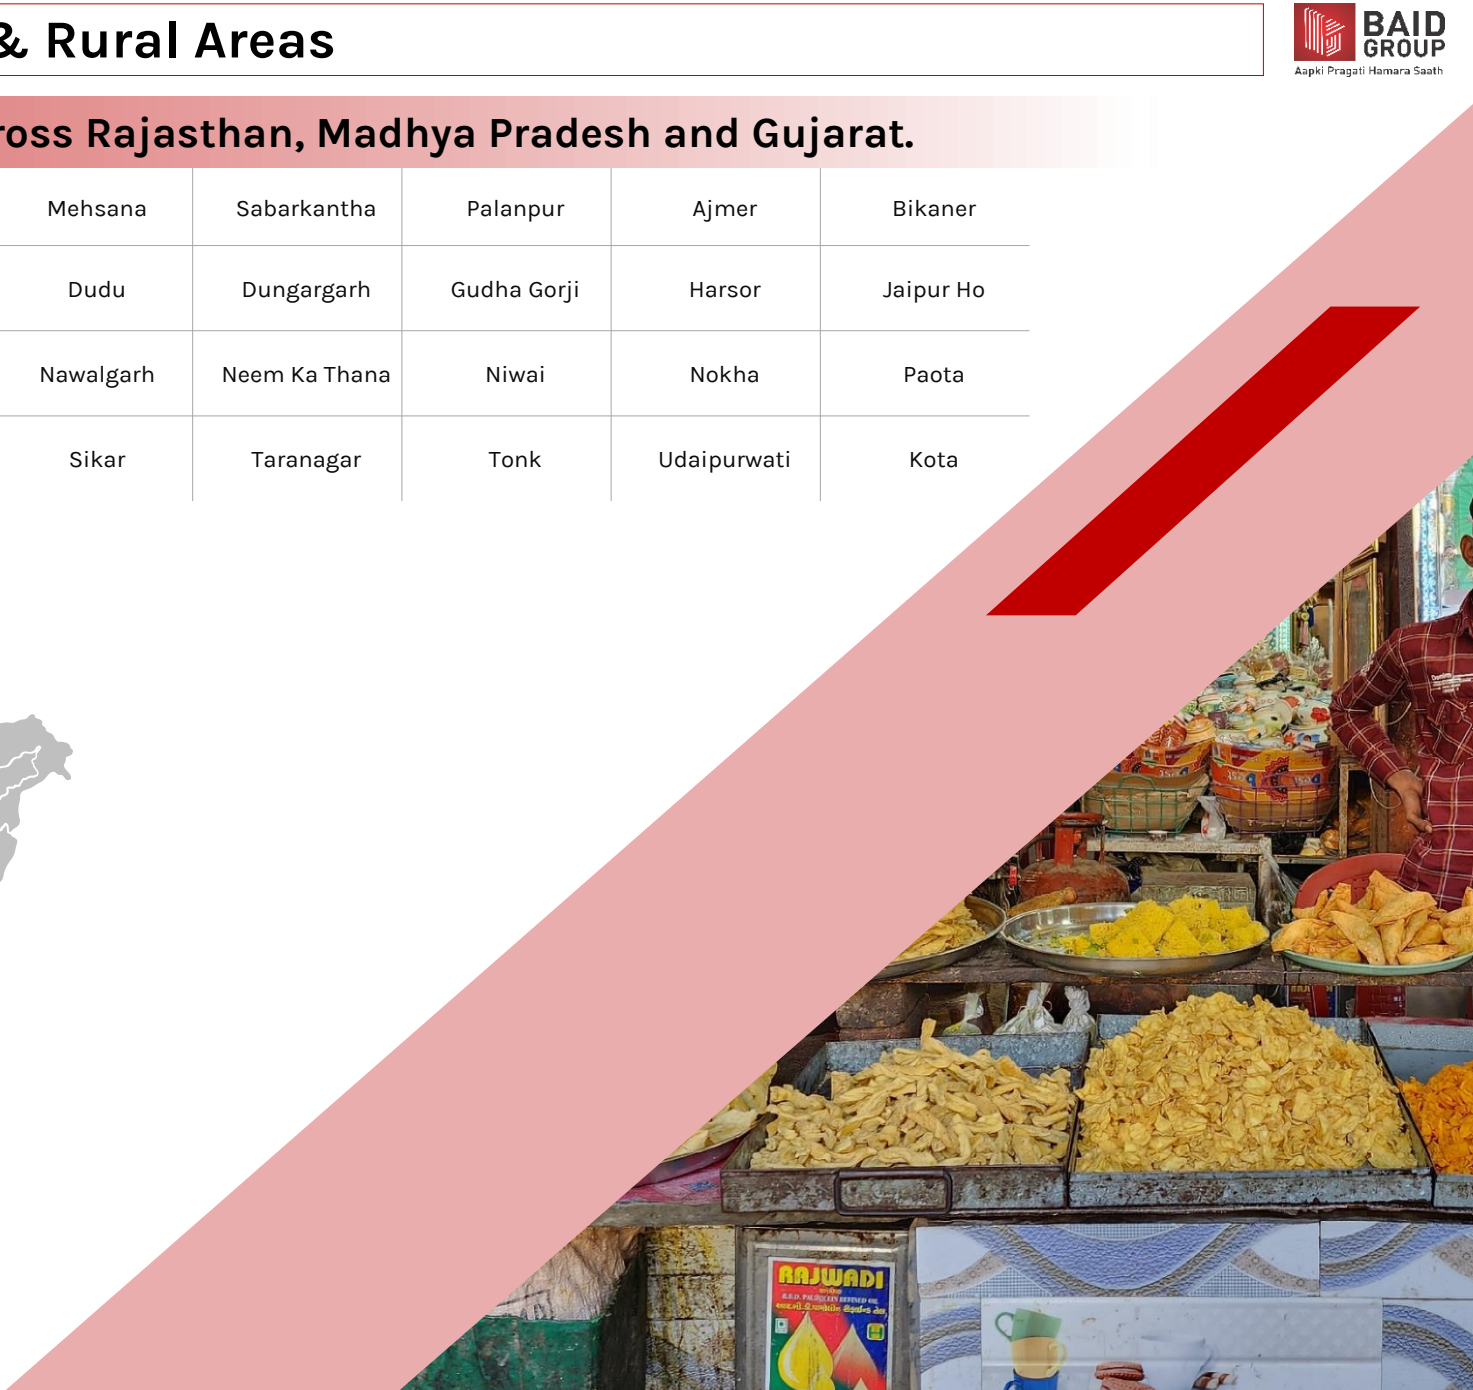 & Rural Areas
BAID
GROUP
Aapki Pragati Hamara Saath
ross Rajasthan, Madhya Pradesh and Gujarat.
Mehsana Sabarkantha Palanpur Ajmer Bikaner
Dudu Dungargarh Gudha Gorji Harsor Jaipur Ho
Nawalgarh Neem Ka Thana Niwai Nokha Paota
Sikar Taranagar Tonk Udaipurwati Kota
RAJWADI